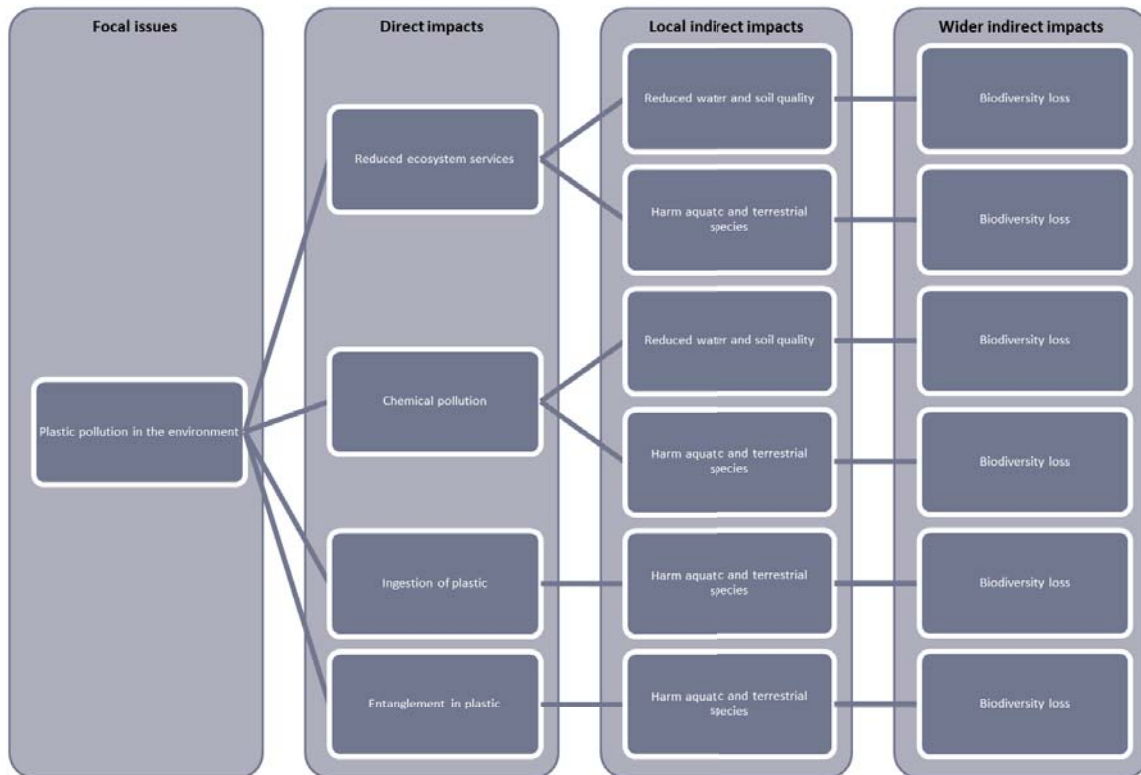 Focal issues
Direct impacts
Local indirect impacts
Wider indirect impacts
Plastic pollution in the environment
Reduced ecosystem services
Chemical pollution
Ingestion of plastic
Entanglement in plastic
Reduced water and soil quality
Harm aquatc and terrestrial
species
Reduced water and soil quality
Harm aquatc and terrestrial
species
Harm aquatc and terrestrial
species
Harm aquatc and terrestrial
species
Biodiversity loss
Biodiversity loss
Biodiversity loss
Biodiversity loss
Biodiversity loss
Biodiversity loss